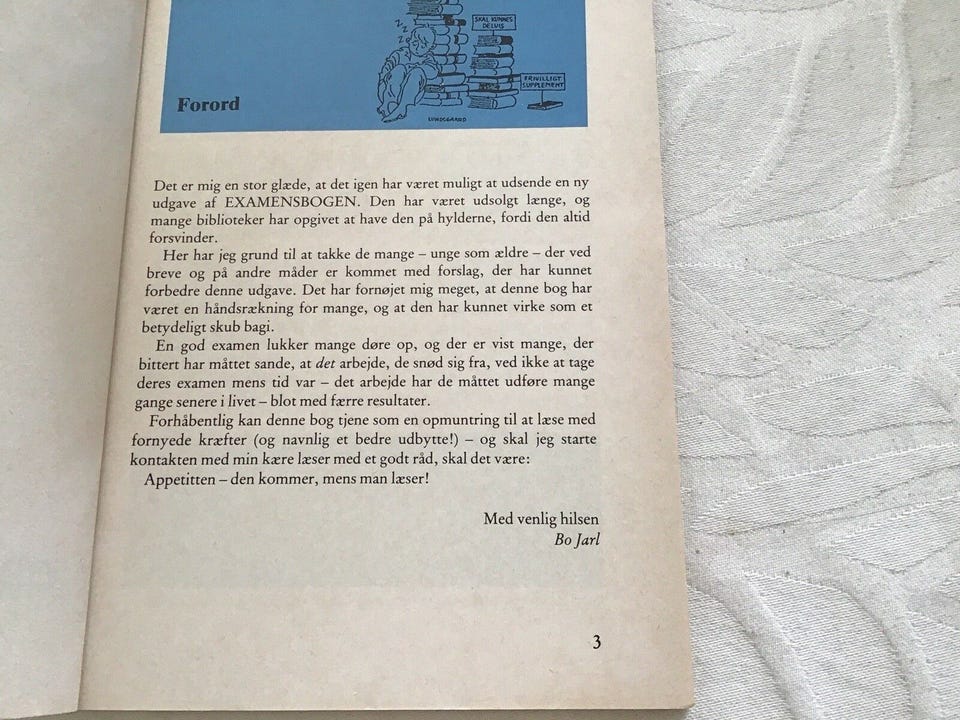 SKAL KUNNES
DELVIS
FRIVILLIGT
SUPPLEMENT
LUNDSGAARD
Forord
Det er mig en stor glæde, at det igen har været muligt at udsende en ny
udgave af EXAMENSBOGEN. Den har været udsolgt længe, og
mange biblioteker har opgivet at have den på hylderne, fordi den altid
forsvinder.
Her har jeg grund til at takke de mange – unge som ældre – der ved
breve og på andre måder er kommet med forslag, der har kunnet
forbedre denne udgave. Det har fornøjet mig meget, at denne bog har
været en håndsrækning for mange, og at den har kunnet virke som et
betydeligt skub bagi.
En god examen lukker mange døre op, og der er vist mange, der
bittert har måttet sande, at det arbejde, de snød sig fra, ved ikke at tage
deres examen mens tid var – det arbejde har de måttet udføre mange
gange senere i livet – blot med færre resultater.
Forhåbentlig kan denne bog tjene som en opmuntring til at læse med
fornyede kræfter (og navnlig et bedre udbytte!) – og skal jeg starte
kontakten med min kære læser med et godt råd, skal det være:
Appetitten – den kommer, mens man læser!
Med venlig hilsen
Bo Jarl
3